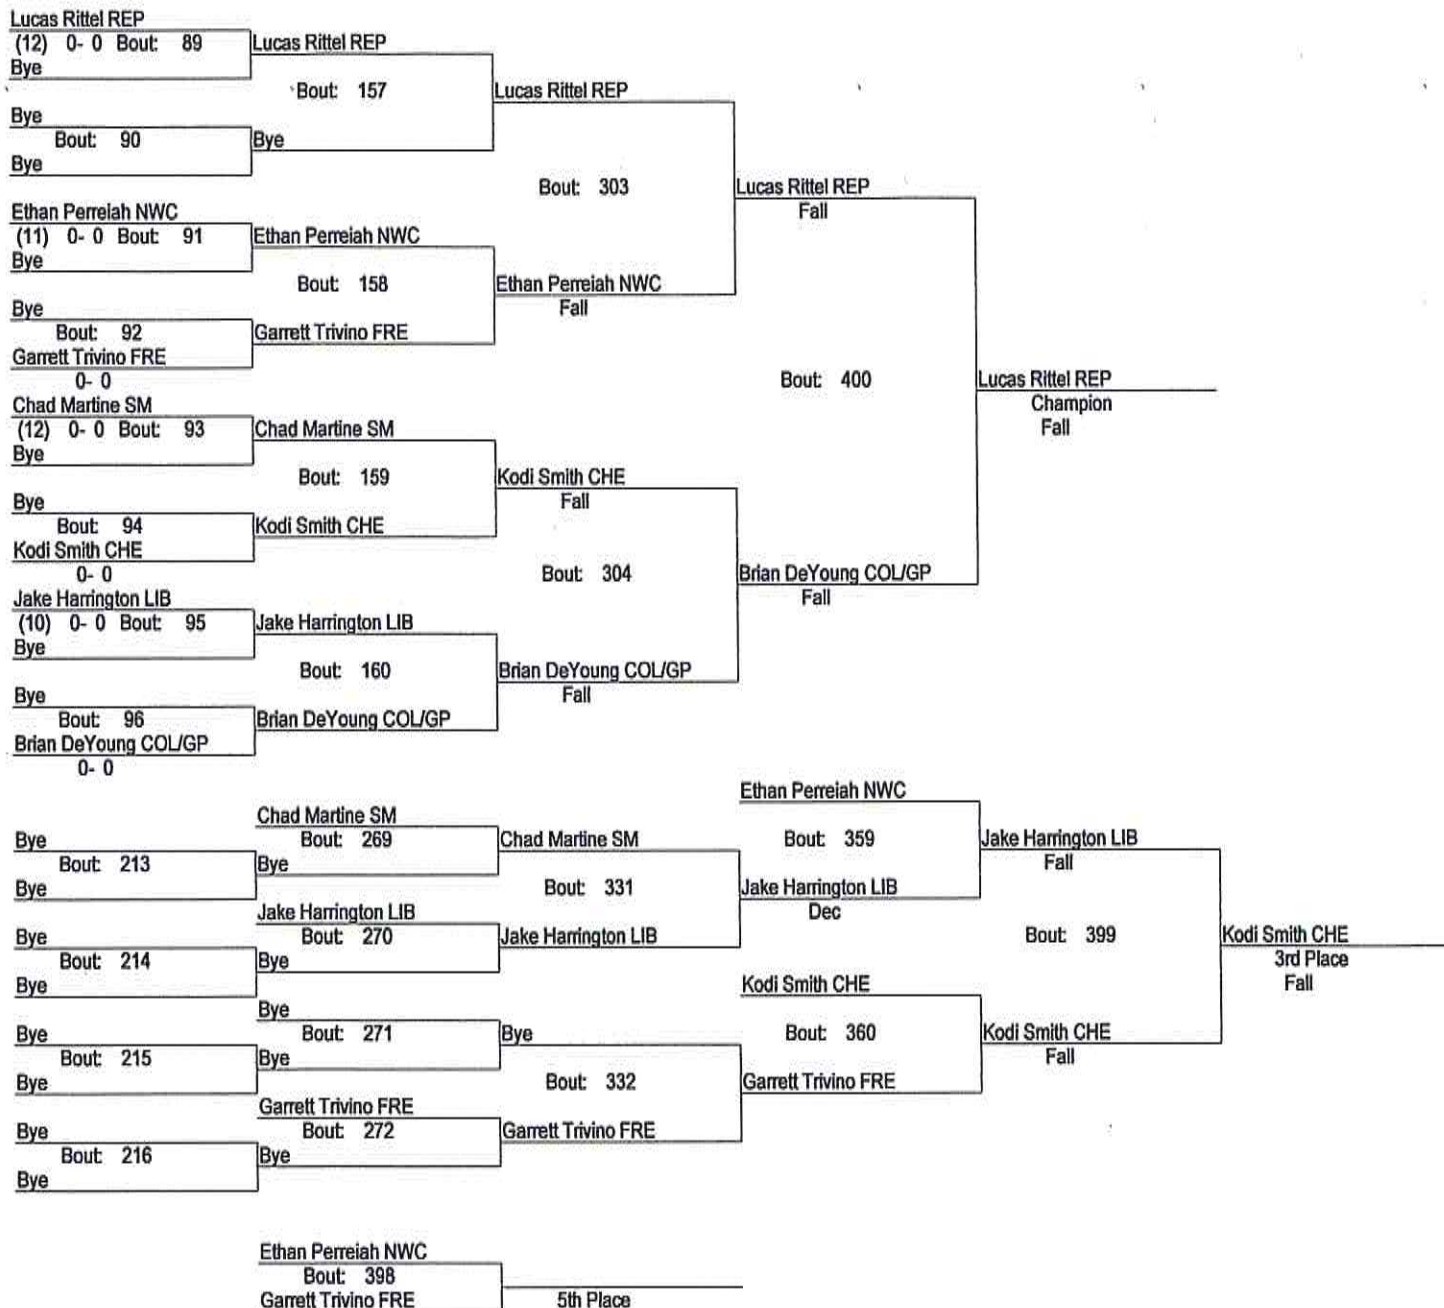 Lucas Rittel REP
(12) 0- 0 Bout: 89
Bye
Lucas Rittel REP
Bout: 157
Bye
Bout: 90
Bye
Bye
Lucas Rittel REP
Bout: 303
Ethan Perreiah NWC
(11) 0- 0 Bout: 91
Bye
Ethan Perreiah NWC
Bout: 158
Bye
Bout: 92
Garrett Trivino FRE
0- 0
Garrett Trivino FRE
Ethan Perreiah NWC
Fall
Lucas Rittel REP
Fall
Bout: 400
Chad Martine SM
(12) 0- 0 Bout: 93
Bye
Chad Martine SM
Bout: 159
Bye
Bout: 94
Kodi Smith CHE
0- 0
Kodi Smith CHE
Kodi Smith CHE
Fall
Bout: 304
Jake Harrington LIB
(10) 0- 0 Bout: 95
Bye
Jake Harrington LIB
Bout: 160
Bye
Bout: 96
Brian DeYoung COL/GP
0- 0
Brian DeYoung COL/GP
Brian DeYoung COL/GP
Fall
Brian DeYoung COL/GP
Fall
Lucas Rittel REP
Champion
Fall
Bye
Bout: 213
Bye
Chad Martine SM
Bout: 269
Bye
Chad Martine SM
Bout: 331
Bye
Bout: 214
Bye
Jake Harrington LIB
Bout: 270
Bye
Jake Harrington LIB
Ethan Perreiah NWC
Bout: 359
Jake Harrington LIB
Dec
Jake Harrington LIB
Fall
Bout: 399
Bye
Bout: 215
Bye
Bye
Bout: 271
Bye
Bye
Bout: 332
Bye
Bout: 216
Bye
Garrett Trivino FRE
Bout: 272
Bye
Garrett Trivino FRE
Kodi Smith CHE
Bout: 360
Garrett Trivino FRE
Kodi Smith CHE
Fall
Kodi Smith CHE
3rd Place
Fall
Ethan Perreiah NWC
Bout: 398
Garrett Trivino FRE
5th Place